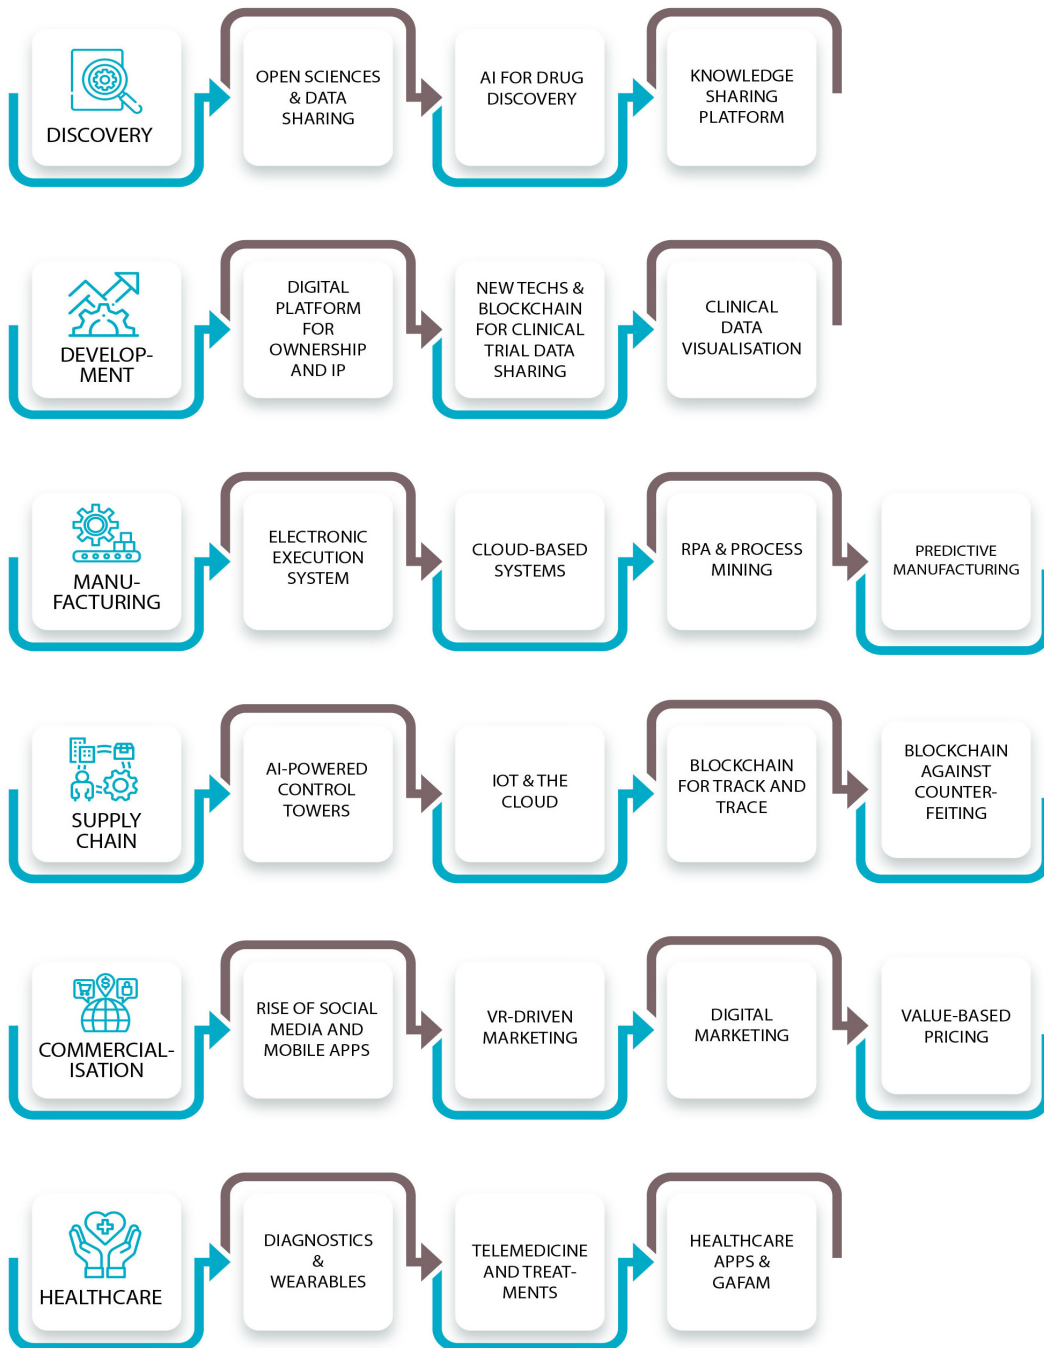 DISCOVERY
OPEN SCIENCES
& DATA
SHARING
AI FOR DRUG
DISCOVERY
KNOWLEDGE
SHARING
PLATFORM
DEVELOP-
MENT
DIGITAL
PLATFORM
FOR
OWNERSHIP
AND IP
NEW TECHS &
BLOCKCHAIN
FOR CLINICAL
TRIAL DATA
SHARING
CLINICAL
DATA
VISUALISATION
MANU-
FACTURING
ELECTRONIC
EXECUTION
SYSTEM
CLOUD-BASED
SYSTEMS
RPA & PROCESS
MINING
PREDICTIVE
MANUFACTURING
SUPPLY
CHAIN
AI-POWERED
CONTROL
TOWERS
IOT & THE
CLOUD
BLOCKCHAIN
FOR TRACK AND
TRACE
BLOCKCHAIN
AGAINST
COUNTER-
FEITING
$
COMMERCIAL-
ISATION
RISE OF SOCIAL
MEDIA AND
MOBILE APPS
VR-DRIVEN
MARKETING
DIGITAL
MARKETING
VALUE-BASED
PRICING
HEALTHCARE
DIAGNOSTICS
&
WEARABLES
TELEMEDICINE
AND TREAT-
MENTS
HEALTHCARE
APPS &
GAFAM